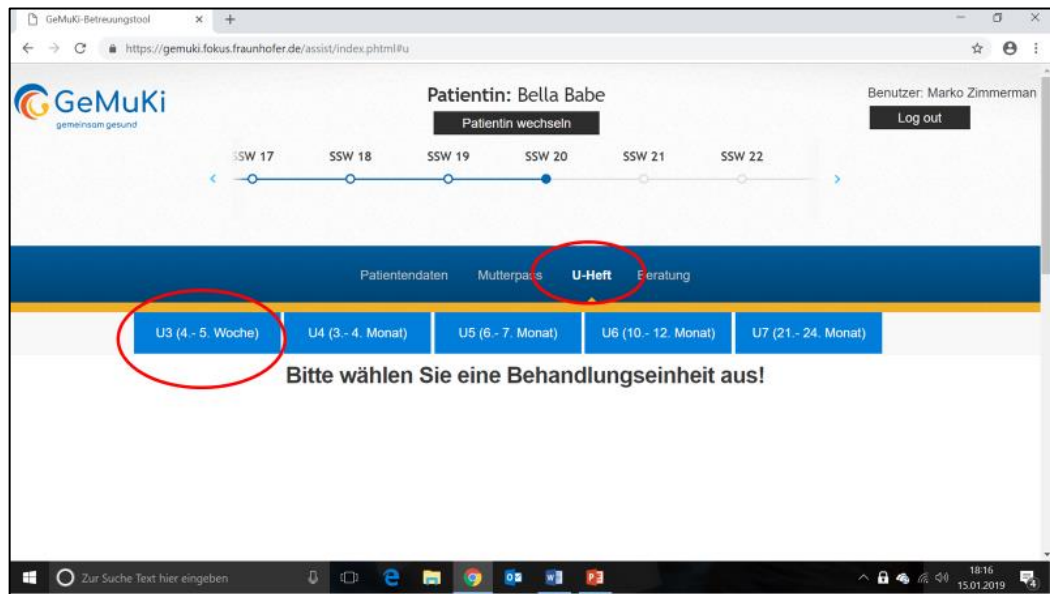 GeMuKi-Betreuungstool
https://gemuki.fokus.fraunhofer.de/assist/index.phtml#u
GeMuKi
gemeinsam gesund
Patientin: Bella Babe
Patientin wechseln
Benutzer: Marko Zimmerman
Log out
SSW 17 SSW 18 SSW 19 SSW 20 SSW 21 SSW 22
Patientendaten Mutterpass U-Heft Beratung
U3 (4.- 5. Woche) U4 (3.- 4. Monat) U5 (6.- 7. Monat) U6 (10.- 12. Monat) U7 (21.- 24. Monat)
Bitte wählen Sie eine Behandlungseinheit aus!
Zur Suche Text hier eingeben
18:16
15.01.2019
4